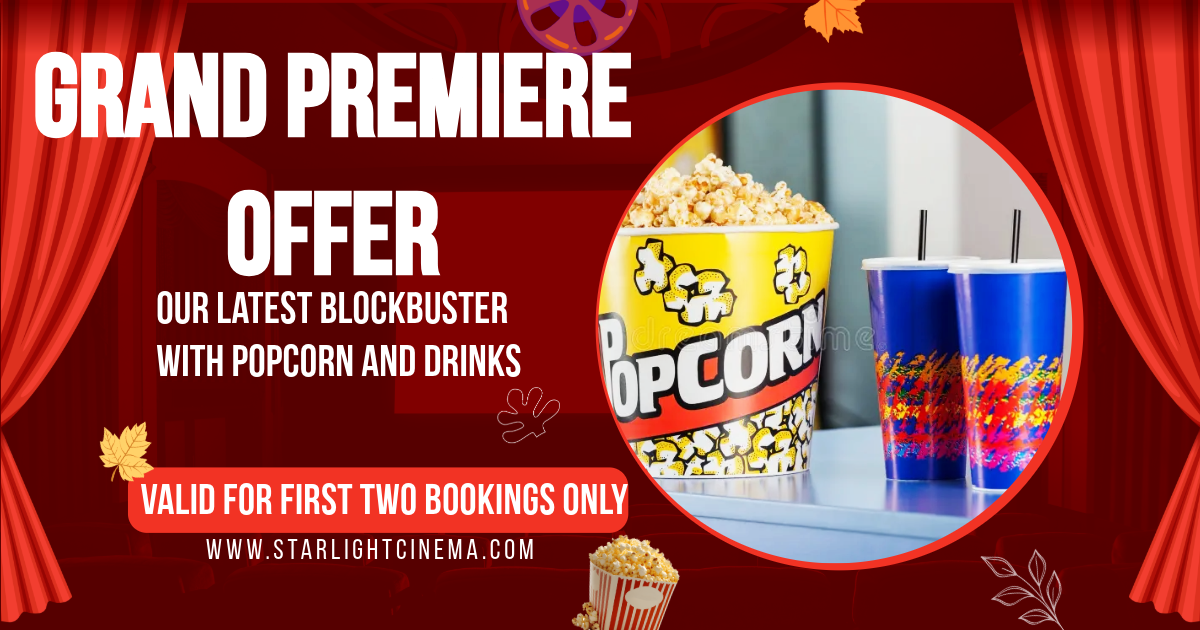 GRAND PREMIERE
OFFER
OUR LATEST BLOCKBUSTER
WITH POPCORN AND DRINKS
VALID FOR FIRST TWO BOOKINGS ONLY
WWW.STARLIGHTCINEMA.COM
POPCORN